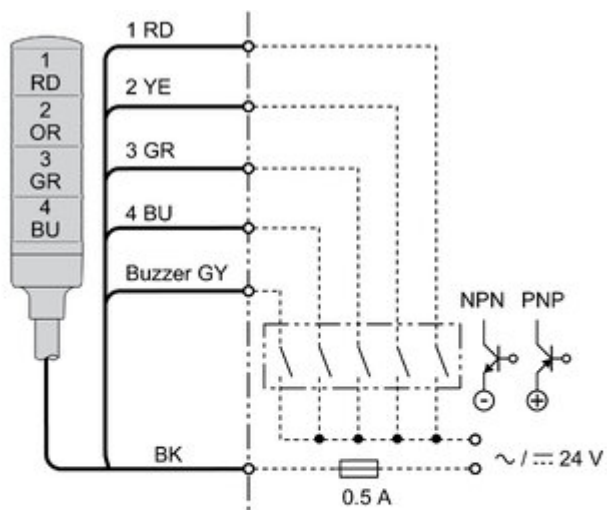 1 RD
1
RD
2 YE
2
OR
3 GR
3
GR
4 BU
4
BU
Buzzer GY
NPN PNP
BK
~ / ⎓ 24 V
0.5 A